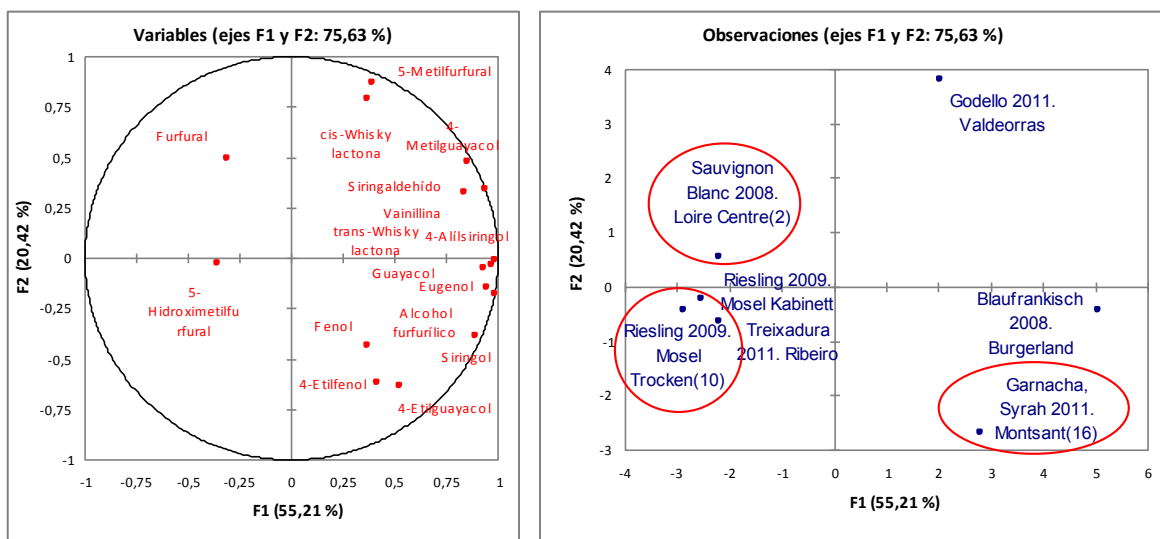 Variables (ejes F1 y F2: 75,63 %)
5-Metilfurfural
Furfural
cis-Whisky
lactona
4-
Metilguayacol
Siringaldehído
Vainillina
trans-Whisky
lactona
4-Alílsiringol
Guayacol
Eugenol
5-
Hidroximetilfu
rfural
Alcohol
furfurílico
Fenol
Siringol
4-Etilfenol
4-Etilguayacol
1
0,75
0,5
0,25
0
-0,25
-0,5
-0,75
-1
-1
-0,75
-0,5
-0,25
0
0,25
0,5
0,75
1
F2 (20,42 %)
F1 (55,21 %)
Observaciones (ejes F1 y F2: 75,63 %)
Godello 2011.
Valdeorras
Sauvignon
Blanc 2008.
Loire Centre(2)
Riesling 2009.
Mosel Kabinett
Treixadura
2011. Ribeiro
Riesling 2009.
Mosel
Trocken(10)
Blaufrankisch
2008.
Burgerland
Garnacha,
Syrah 2011.
Montsant(16)
4
3
2
1
0
-1
-2
-3
-4
-3
-2
-1
0
1
2
3
4
5
6
F2 (20,42 %)
F1 (55,21 %)